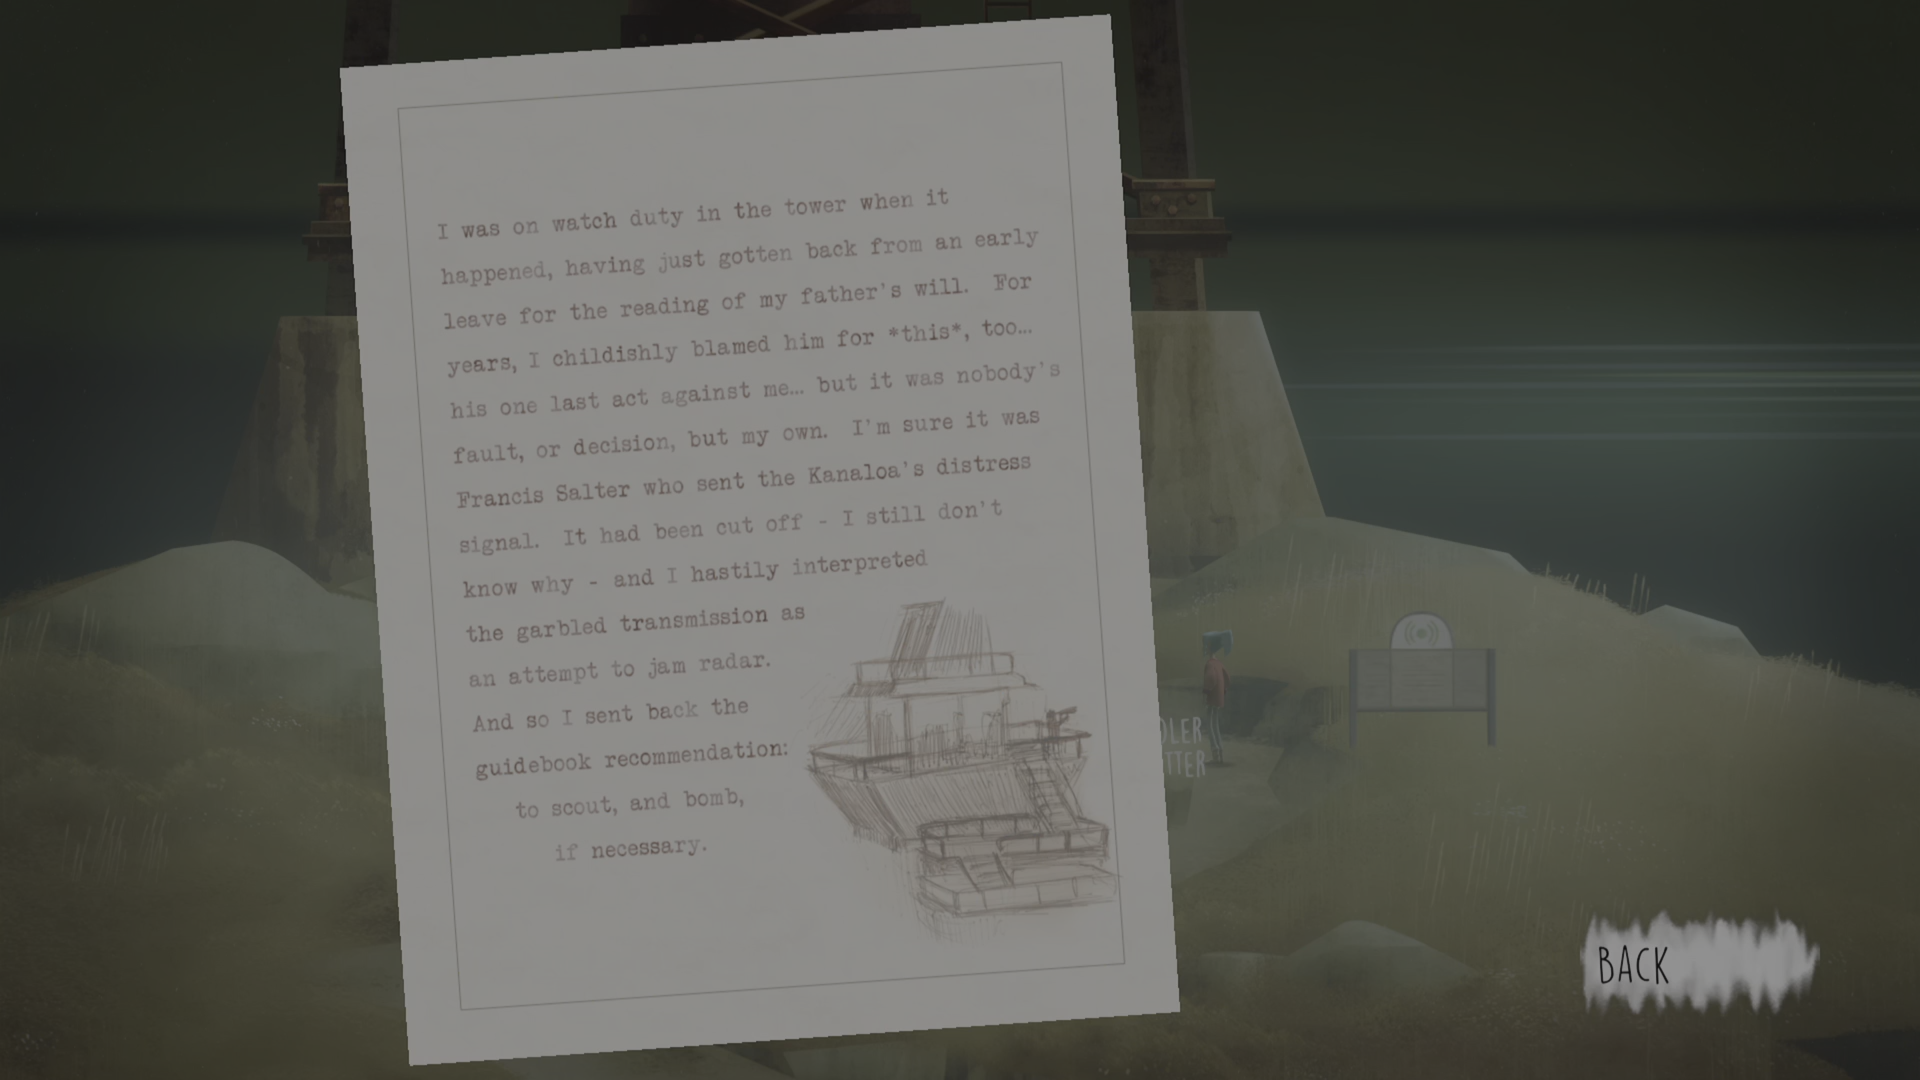 I was on watch duty in the tower when it
happened, having just gotten back from an early
leave for the reading of my father's will.  For
years, I childishly blamed him for *this*, too...
his one last act against me... but it was nobody's
fault, or decision, but my own.  I'm sure it was
Francis Salter who sent the Kanaloa's distress
signal.  It had been cut off - I still don't
know why - and I hastily interpreted
the garbled transmission as
an attempt to jam radar.
And so I sent back the
guidebook recommendation:
to scout, and bomb,
if necessary.
BACK